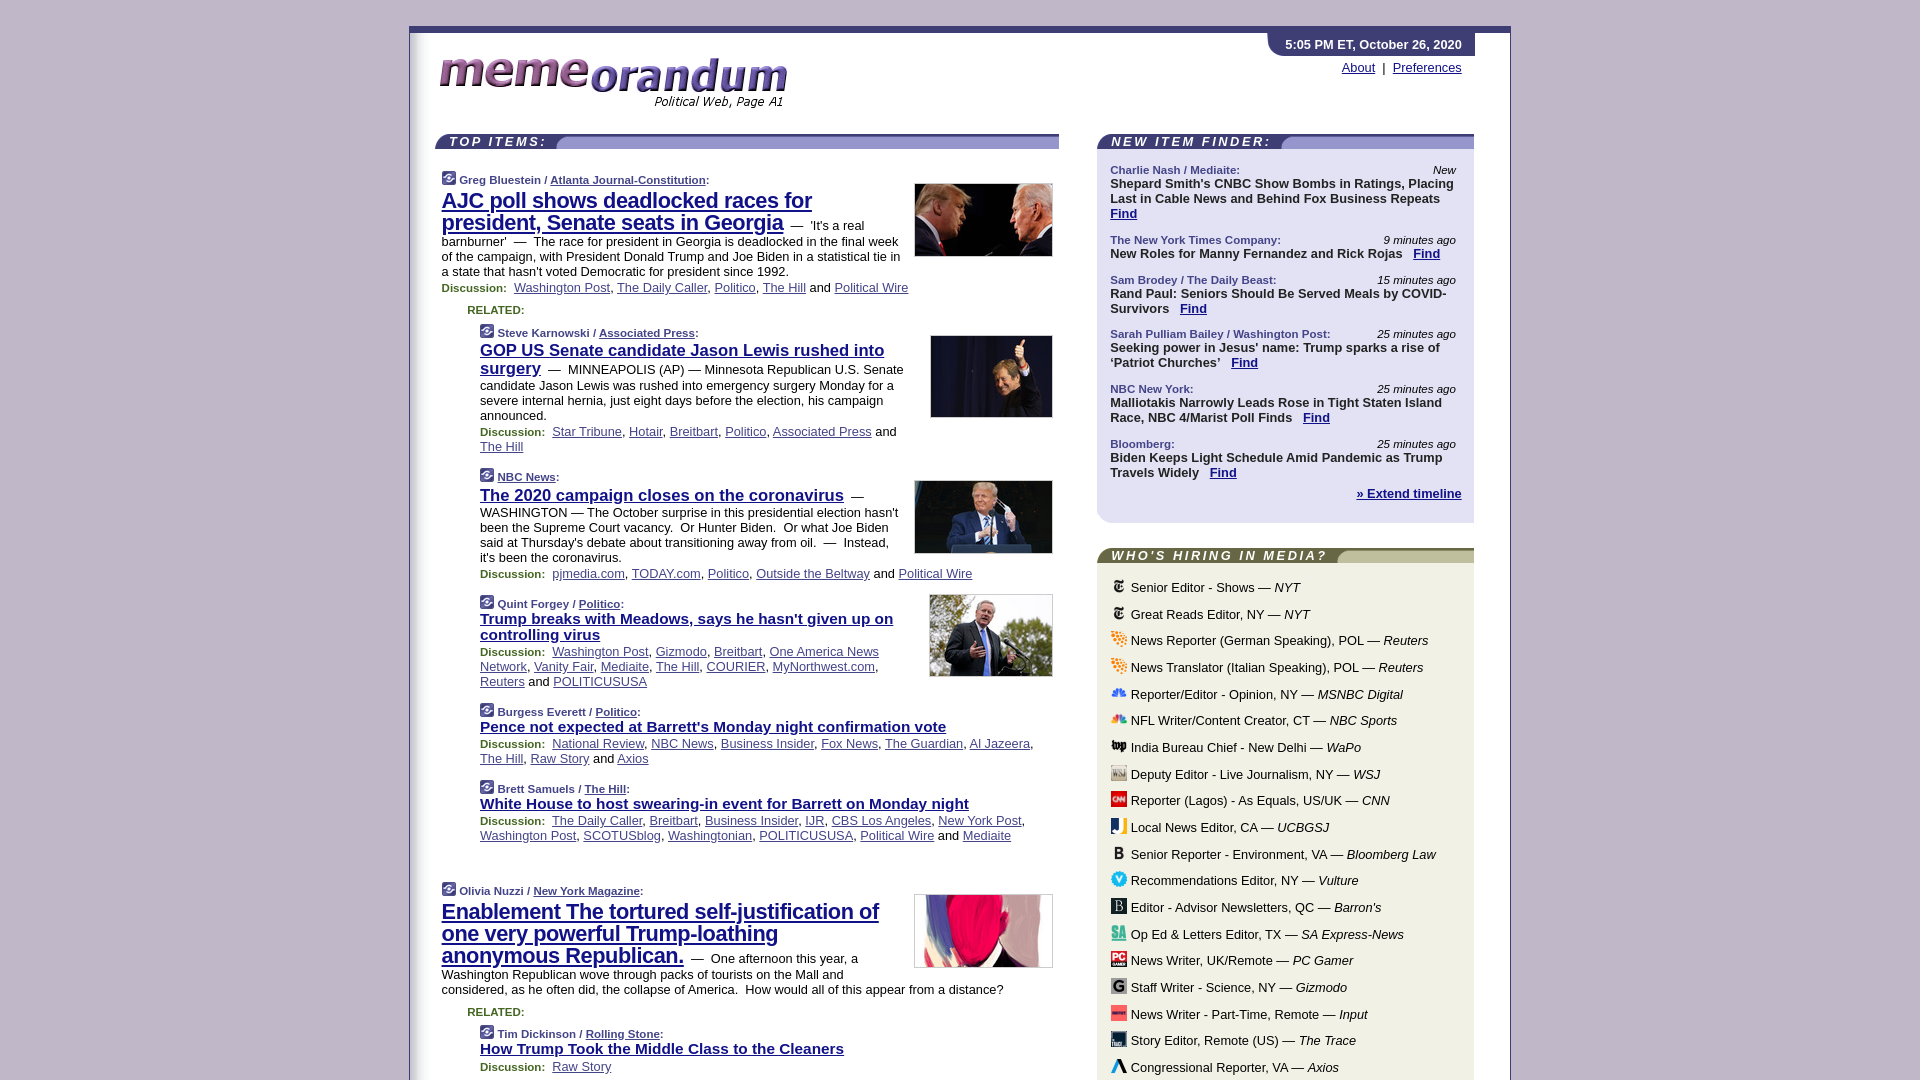 5:05 PM ET, October 26, 2020
About | Preferences
memeorandum
Political Web, Page A1
TOP ITEMS:
Greg Bluestein / Atlanta Journal-Constitution:
AJC poll shows deadlocked races for
president, Senate seats in Georgia — 'It's a real
barnburner' — The race for president in Georgia is deadlocked in the final week
of the campaign, with President Donald Trump and Joe Biden in a statistical tie in
a state that hasn't voted Democratic for president since 1992.
Discussion: Washington Post, The Daily Caller, Politico, The Hill and Political Wire
RELATED:
Steve Karnowski / Associated Press:
GOP US Senate candidate Jason Lewis rushed into
surgery — MINNEAPOLIS (AP) — Minnesota Republican U.S. Senate
candidate Jason Lewis was rushed into emergency surgery Monday for a
severe internal hernia, just eight days before the election, his campaign
announced.
Discussion: Star Tribune, Hotair, Breitbart, Politico, Associated Press and
The Hill
NBC News:
The 2020 campaign closes on the coronavirus —
WASHINGTON — The October surprise in this presidential election hasn't
been the Supreme Court vacancy. Or Hunter Biden. Or what Joe Biden
said at Thursday's debate about transitioning away from oil. — Instead,
it's been the coronavirus.
Discussion: pjmedia.com, TODAY.com, Politico, Outside the Beltway and Political Wire
Quint Forgey / Politico:
Trump breaks with Meadows, says he hasn't given up on
controlling virus
Discussion: Washington Post, Gizmodo, Breitbart, One America News
Network, Vanity Fair, Mediaite, The Hill, COURIER, MyNorthwest.com,
Reuters and POLITICUSUSA
Burgess Everett / Politico:
Pence not expected at Barrett's Monday night confirmation vote
Discussion: National Review, NBC News, Business Insider, Fox News, The Guardian, Al Jazeera,
The Hill, Raw Story and Axios
Brett Samuels / The Hill:
White House to host swearing-in event for Barrett on Monday night
Discussion: The Daily Caller, Breitbart, Business Insider, IJR, CBS Los Angeles, New York Post,
Washington Post, SCOTUSblog, Washingtonian, POLITICUSUSA, Political Wire and Mediaite
Olivia Nuzzi / New York Magazine:
Enablement The tortured self-justification of
one very powerful Trump-loathing
anonymous Republican. — One afternoon this year, a
Washington Republican wove through packs of tourists on the Mall and
considered, as he often did, the collapse of America. How would all of this appear from a distance?
RELATED:
Tim Dickinson / Rolling Stone:
How Trump Took the Middle Class to the Cleaners
Discussion: Raw Story
NEW ITEM FINDER:
Charlie Nash / Mediaite: New
Shepard Smith's CNBC Show Bombs in Ratings, Placing
Last in Cable News and Behind Fox Business Repeats
Find
The New York Times Company: 9 minutes ago
New Roles for Manny Fernandez and Rick Rojas Find
Sam Brodey / The Daily Beast: 15 minutes ago
Rand Paul: Seniors Should Be Served Meals by COVID-
Survivors Find
Sarah Pulliam Bailey / Washington Post: 25 minutes ago
Seeking power in Jesus' name: Trump sparks a rise of
‘Patriot Churches’ Find
NBC New York: 25 minutes ago
Malliotakis Narrowly Leads Rose in Tight Staten Island
Race, NBC 4/Marist Poll Finds Find
Bloomberg: 25 minutes ago
Biden Keeps Light Schedule Amid Pandemic as Trump
Travels Widely Find
» Extend timeline
WHO'S HIRING IN MEDIA?
Senior Editor - Shows — NYT
Great Reads Editor, NY — NYT
News Reporter (German Speaking), POL — Reuters
News Translator (Italian Speaking), POL — Reuters
Reporter/Editor - Opinion, NY — MSNBC Digital
NFL Writer/Content Creator, CT — NBC Sports
wp India Bureau Chief - New Delhi — WaPo
WSJ Deputy Editor - Live Journalism, NY — WSJ
CNN Reporter (Lagos) - As Equals, US/UK — CNN
J Local News Editor, CA — UCBGSJ
B Senior Reporter - Environment, VA — Bloomberg Law
V Recommendations Editor, NY — Vulture
B Editor - Advisor Newsletters, QC — Barron's
SA Op Ed & Letters Editor, TX — SA Express-News
PC GAMER News Writer, UK/Remote — PC Gamer
G Staff Writer - Science, NY — Gizmodo
News Writer - Part-Time, Remote — Input
Story Editor, Remote (US) — The Trace
Congressional Reporter, VA — Axios